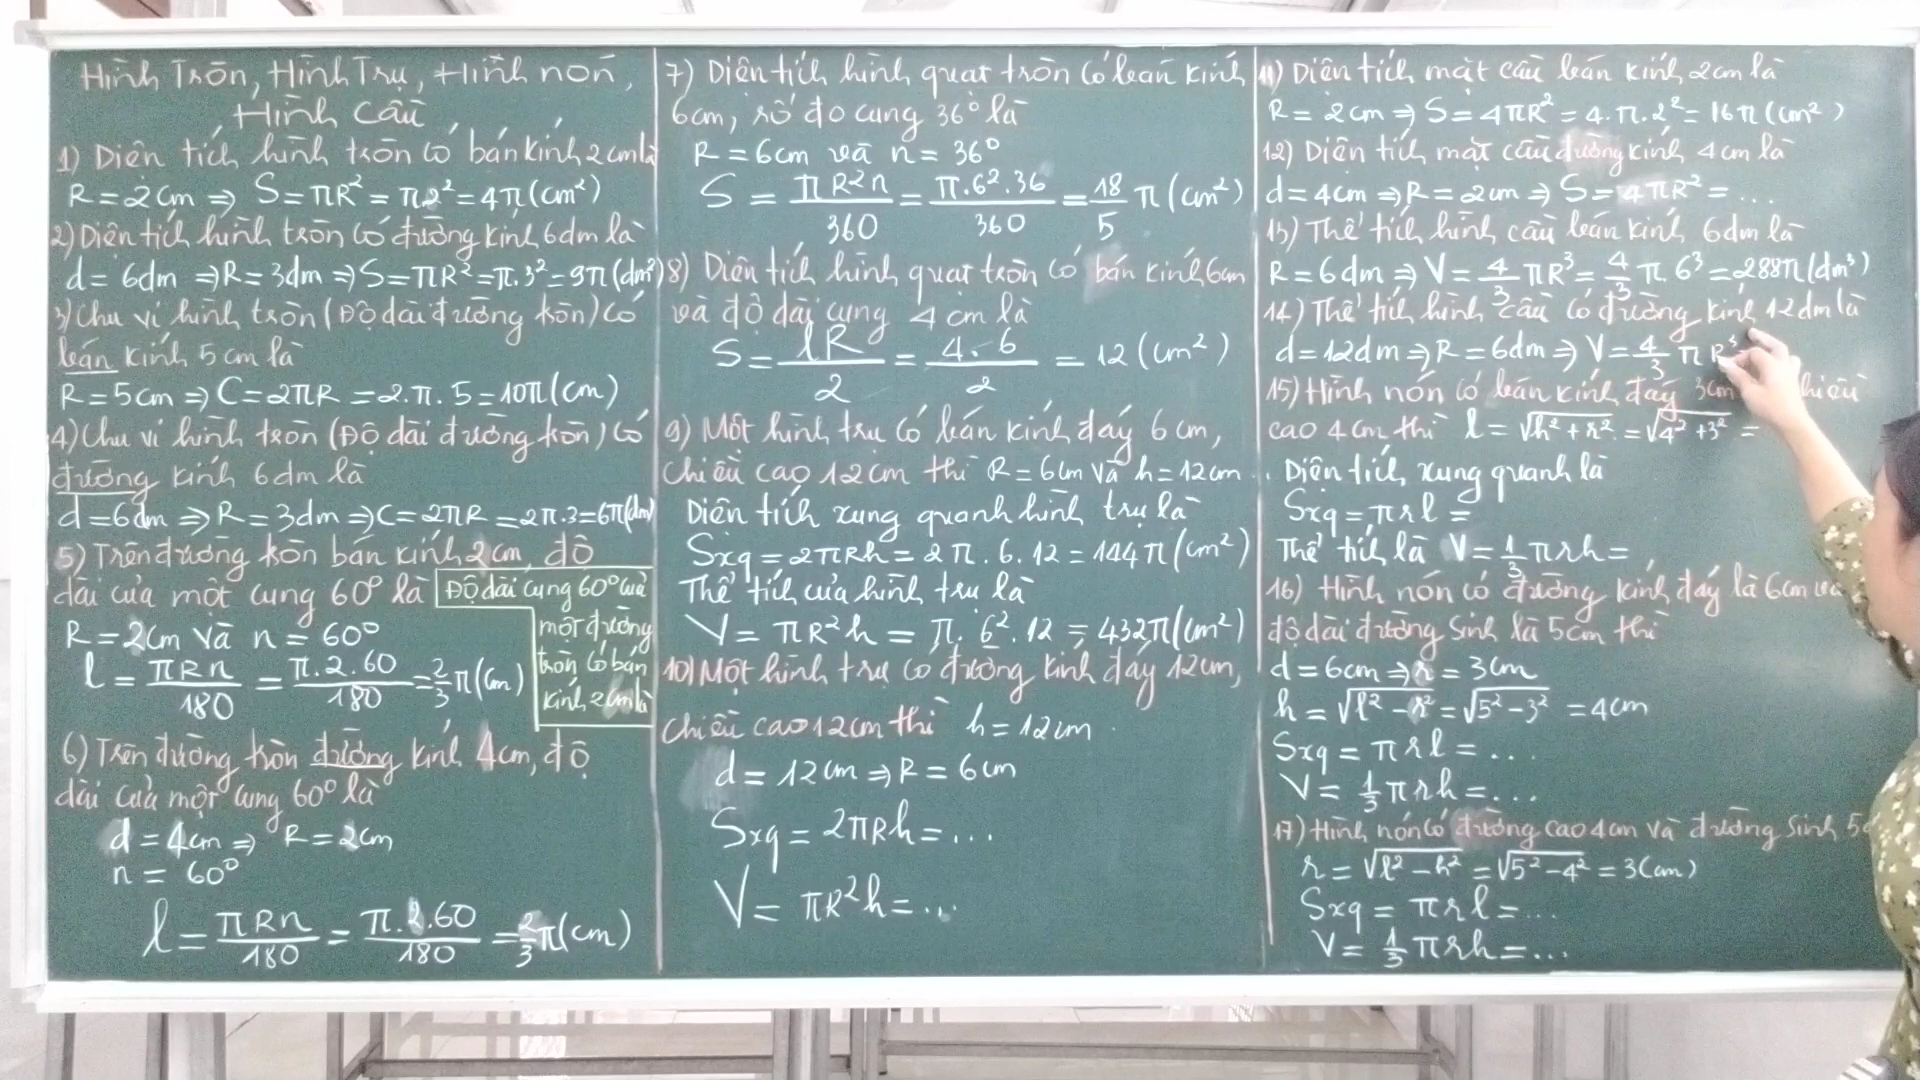 Hình Tròn, Hình Trụ, Hình nón,
Hình cầu
1) Diện tích hình tròn có bán kính 2cm là
R = 2cm ⇒ S = πR² = π.2² = 4π (cm²)
2) Diện tích hình tròn có đường kính 6dm là
d = 6dm ⇒ R = 3dm ⇒ S = πR² = π.3² = 9π (dm²)
3) Chu vi hình tròn (Độ dài đường tròn) có
bán kính 5cm là
R = 5cm ⇒ C = 2πR = 2.π.5 = 10π (cm)
4) Chu vi hình tròn (Độ dài đường tròn) có
đường kính 6dm là
d = 6dm ⇒ R = 3dm ⇒ C = 2πR = 2π.3 = 6π (dm)
5) Trên đường tròn bán kính 2cm, độ
dài của một cung 60° là
Độ dài cung 60° của
một đường
tròn có bán
kính 2cm là
R = 2cm và n = 60°
l = πRn/180 = π.2.60/180 = 2/3 π (cm)
6) Trên đường tròn đường kính 4cm, độ
dài của một cung 60° là
d = 4cm ⇒ R = 2cm
n = 60°
l = πRn/180 = π.2.60/180 = 2/3 π (cm)
7) Diện tích hình quạt tròn có bán kính
6cm, số đo cung 36° là
R = 6cm và n = 36°
S = πR²n/360 = π.6².36/360 = 18/5 π (cm²)
8) Diện tích hình quạt tròn có bán kính 6cm
và độ dài cung 4cm là
S = lR/2 = 4.6/2 = 12 (cm²)
9) Một hình trụ có bán kính đáy 6cm,
chiều cao 12cm thì R = 6cm và h = 12cm
Diện tích xung quanh hình trụ là
Sxq = 2πRh = 2π.6.12 = 144π (cm²)
Thể tích của hình trụ là
V = πR²h = π.6².12 = 432π (cm²)
10) Một hình trụ có đường kính đáy 12cm,
chiều cao 12cm thì h = 12cm
d = 12cm ⇒ R = 6cm
Sxq = 2πRh = ...
V = πR²h = ...
11) Diện tích mặt cầu bán kính 2cm là
R = 2cm ⇒ S = 4πR² = 4.π.2² = 16π (cm²)
12) Diện tích mặt cầu đường kính 4cm là
d = 4cm ⇒ R = 2cm ⇒ S = 4πR² = ...
13) Thể tích hình cầu bán kính 6dm là
R = 6dm ⇒ V = 4/3 πR³ = 4/3 π.6³ = 288π (dm³)
14) Thể tích hình cầu có đường kính 12dm là
d = 12dm ⇒ R = 6dm ⇒ V = 4/3 πR³
15) Hình nón có bán kính đáy 3cm
cao 4cm thì l = √h² + r² = √4² + 3² =
Diện tích xung quanh là
Sxq = πrl =
Thể tích là V = 1/3 πrh =
16) Hình nón có đường kính đáy là 6cm và
độ dài đường sinh là 5cm thì
d = 6cm ⇒ r = 3cm
h = √l² - r² = √5² - 3² = 4cm
Sxq = πrl = ...
V = 1/3 πrh = ...
17) Hình nón có đường cao 4cm và đường sinh
r = √l² - h² = √5² - 4² = 3(cm)
Sxq = πrl = ...
V = 1/3 πrh = ...